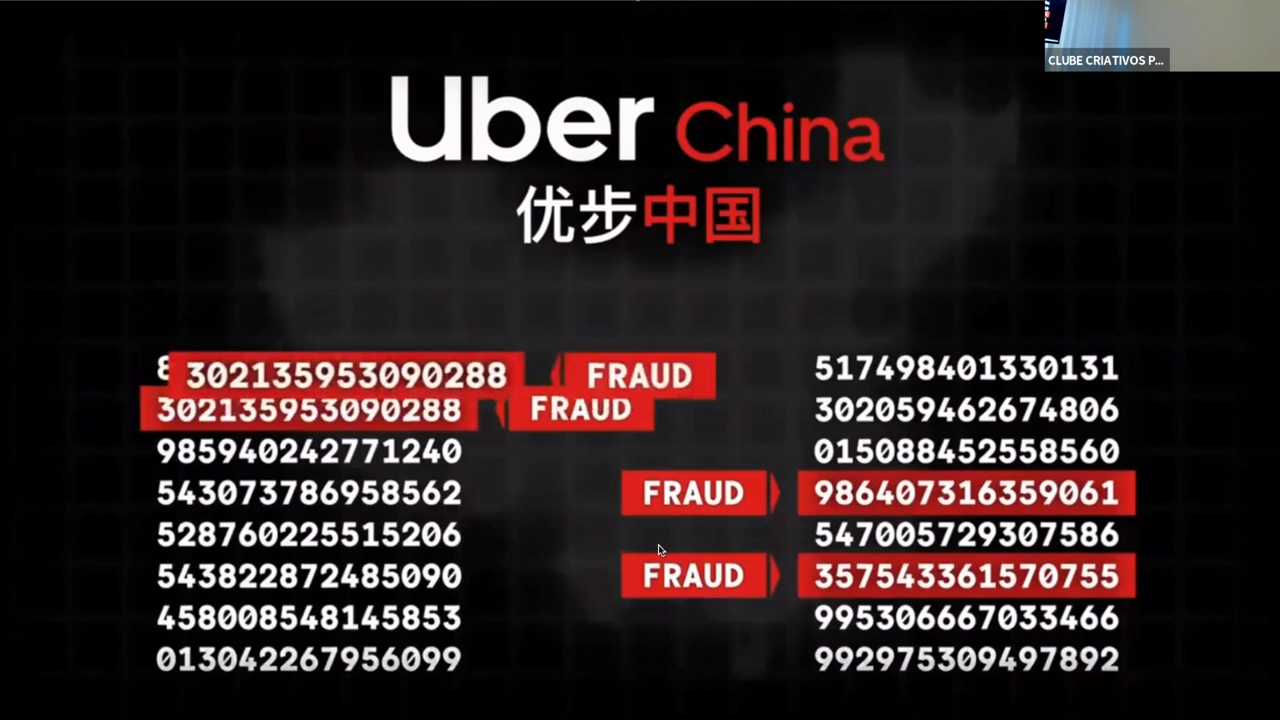 CLUBE CRIATIVOS P...
Uber China
优步中国
8
302135953090288 FRAUD
302135953090288 FRAUD
985940242771240
543073786958562
528760225515206
543822872485090
458008548145853
013042267956099
517498401330131
302059462674806
015088452558560
FRAUD 986407316359061
547005729307586
FRAUD 357543361570755
995306667033466
992975309497892